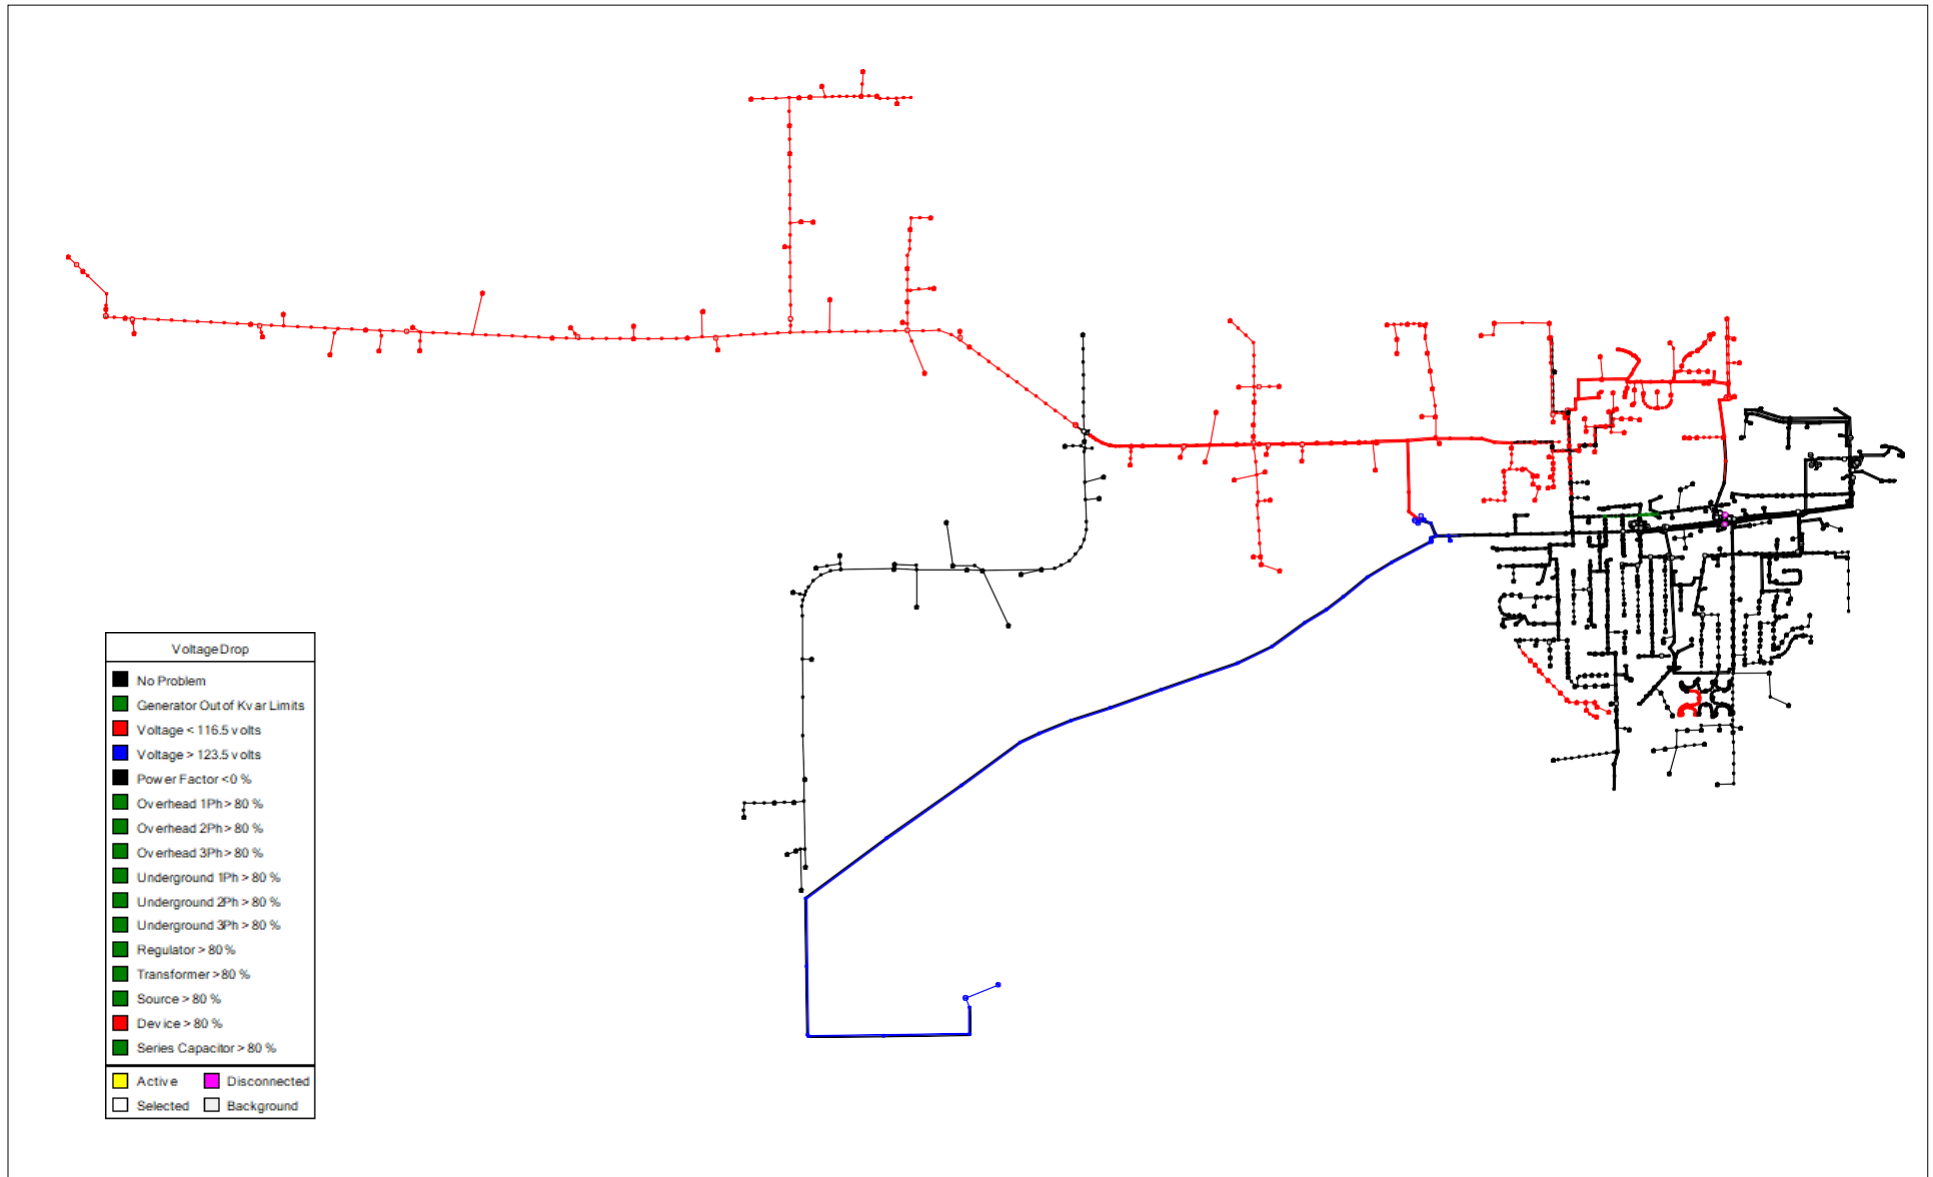 Voltage Drop
No Problem
Generator Out of Kvar Limits
Voltage < 116.5 volts
Voltage > 123.5 volts
Power Factor <0 %
Overhead 1Ph > 80 %
Overhead 2Ph > 80 %
Overhead 3Ph > 80 %
Underground 1Ph > 80 %
Underground 2Ph > 80 %
Underground 3Ph > 80 %
Regulator > 80 %
Transformer > 80 %
Source > 80 %
Device > 80 %
Series Capacitor > 80 %
Active Disconnected
Selected Background